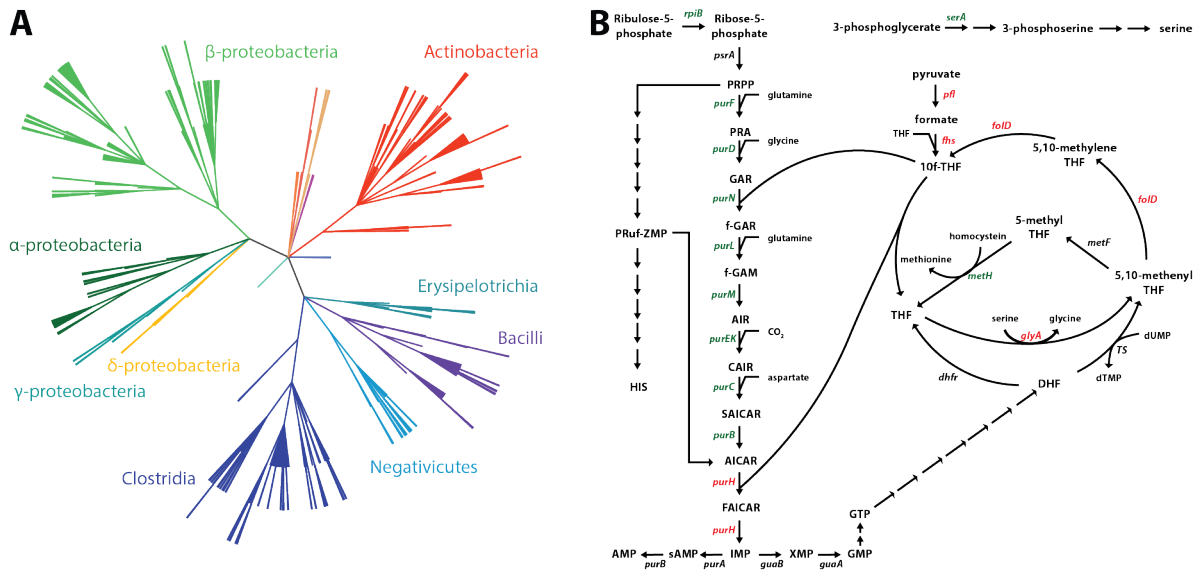 A
β-proteobacteria
Actinobacteria
α-proteobacteria
Erysipelotrichia
Bacilli
δ-proteobacteria
γ-proteobacteria
Negativicutes
Clostridia
B
Ribulose-5-
phosphate
rpiB
Ribose-5-
phosphate
psrA
PRPP
purF
glutamine
PRA
purD
glycine
GAR
purN
f-GAR
PRuf-ZMP
purL
glutamine
f-GAM
purM
AIR
purEK
CO2
CAIR
purC
aspartate
SAICAR
purB
HIS
AICAR
purH
FAICAR
purH
AMP
purB
sAMP
purA
IMP
guaB
XMP
guaA
GMP
GTP
3-phosphoglycerate
serA
3-phosphoserine
serine
pyruvate
pfl
formate
THF
fhs
10f-THF
folD
5,10-methylene
THF
folD
5-methyl
THF
homocystein
methionine
metH
metF
5,10-methenyl
THF
THF
serine
glycine
glyA
dUMP
TS
dTMP
dhfr
DHF